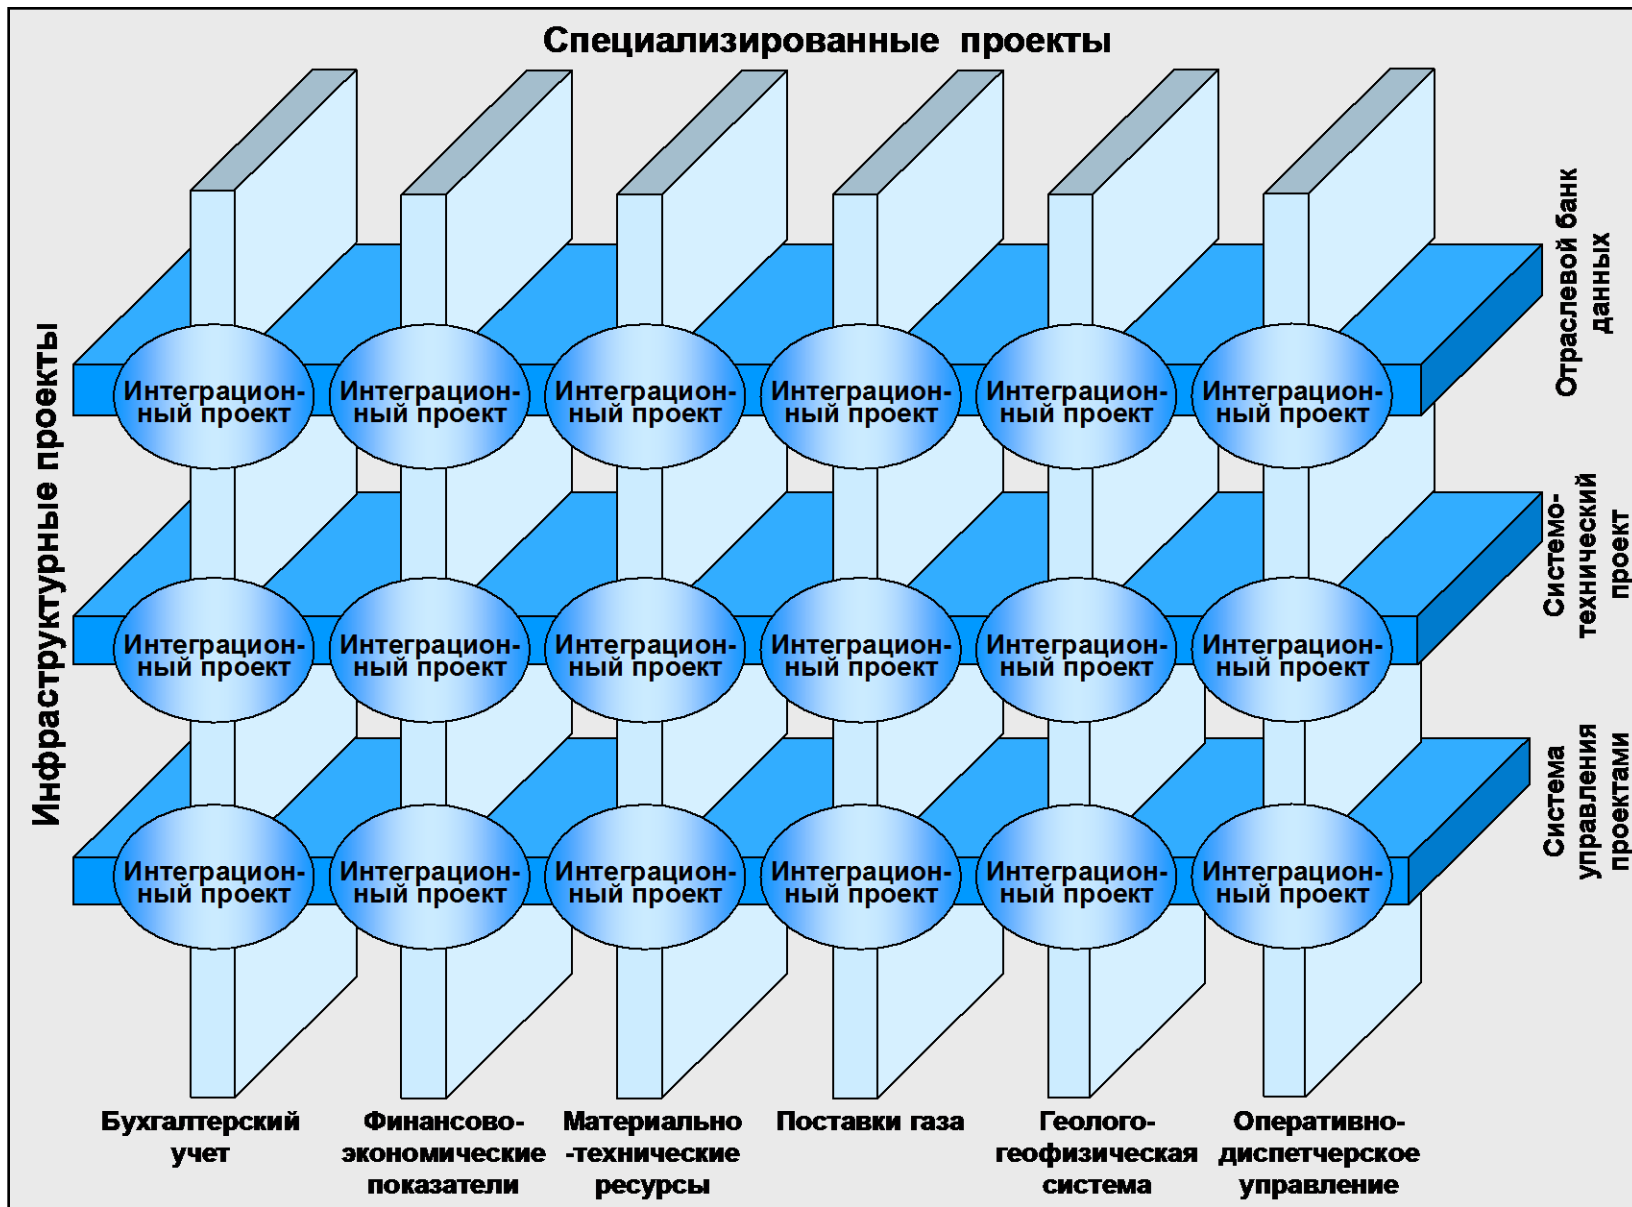 Специализированные проекты
Инфраструктурные проекты
Отраслевой банк
данных
Системо-
технический
проект
Система
управления
проектами
Интеграцион-
ный проект
Интеграцион-
ный проект
Интеграцион-
ный проект
Интеграцион-
ный проект
Интеграцион-
ный проект
Интеграцион-
ный проект
Интеграцион-
ный проект
Интеграцион-
ный проект
Интеграцион-
ный проект
Интеграцион-
ный проект
Интеграцион-
ный проект
Интеграцион-
ный проект
Интеграцион-
ный проект
Интеграцион-
ный проект
Интеграцион-
ный проект
Интеграцион-
ный проект
Интеграцион-
ный проект
Интеграцион-
ный проект
Бухгалтерский
учет
Финансово-
экономические
показатели
Материально
-технические
ресурсы
Поставки газа
Геолого-
геофизическая
система
Оперативно-
диспетчерское
управление